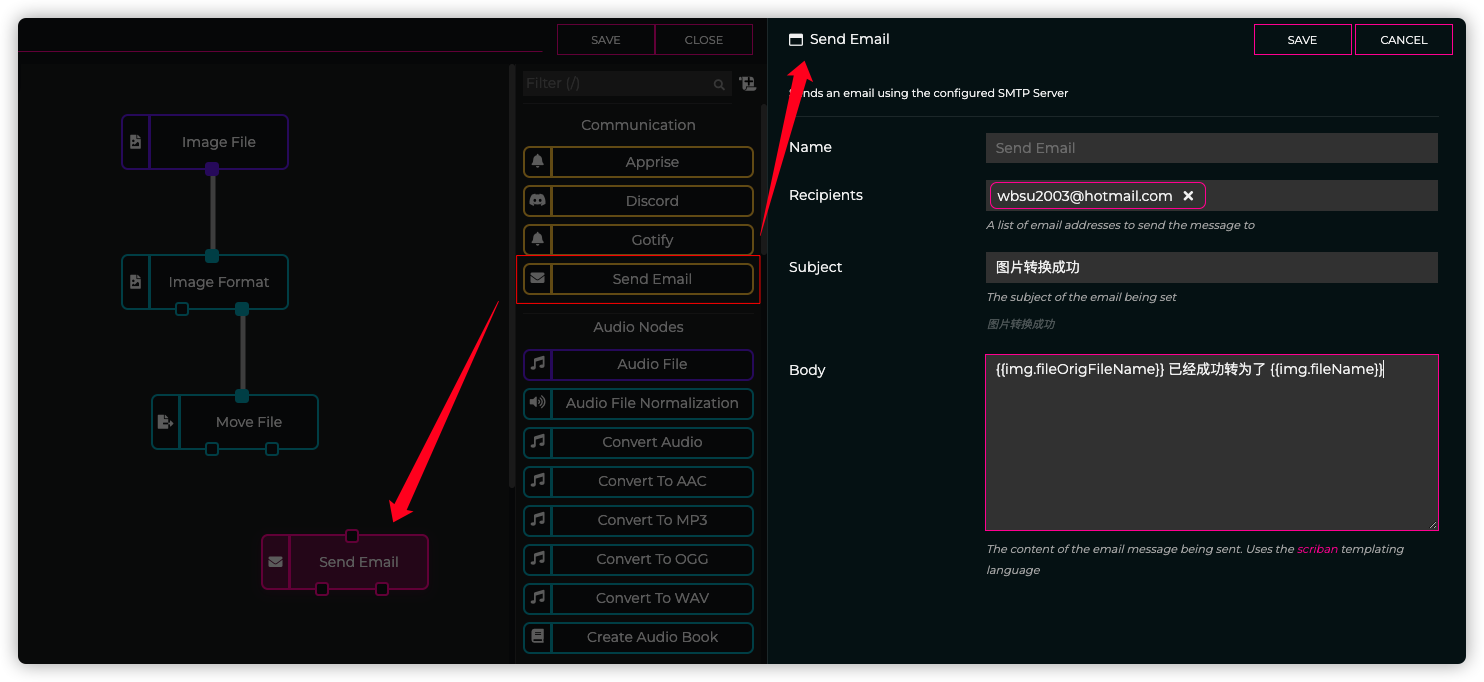 SAVE
CLOSE
Image File
Image Format
Move File
Send Email
Filter (/)
Communication
Apprise
Discord
Gotify
Send Email
Audio Nodes
Audio File
Audio File Normalization
Convert Audio
Convert To AAC
Convert To MP3
Convert To OGG
Convert To WAV
Create Audio Book
Send Email
SAVE
CANCEL
ends an email using the configured SMTP Server
Name
Send Email
Recipients
wbsu2003@hotmail.com
A list of email addresses to send the message to
Subject
图片转换成功
The subject of the email being set
图片转换成功
Body
{{img.fileOrigFileName}} 已经成功转为了 {{img.fileName}}
The content of the email message being sent. Uses the scriban templating
language